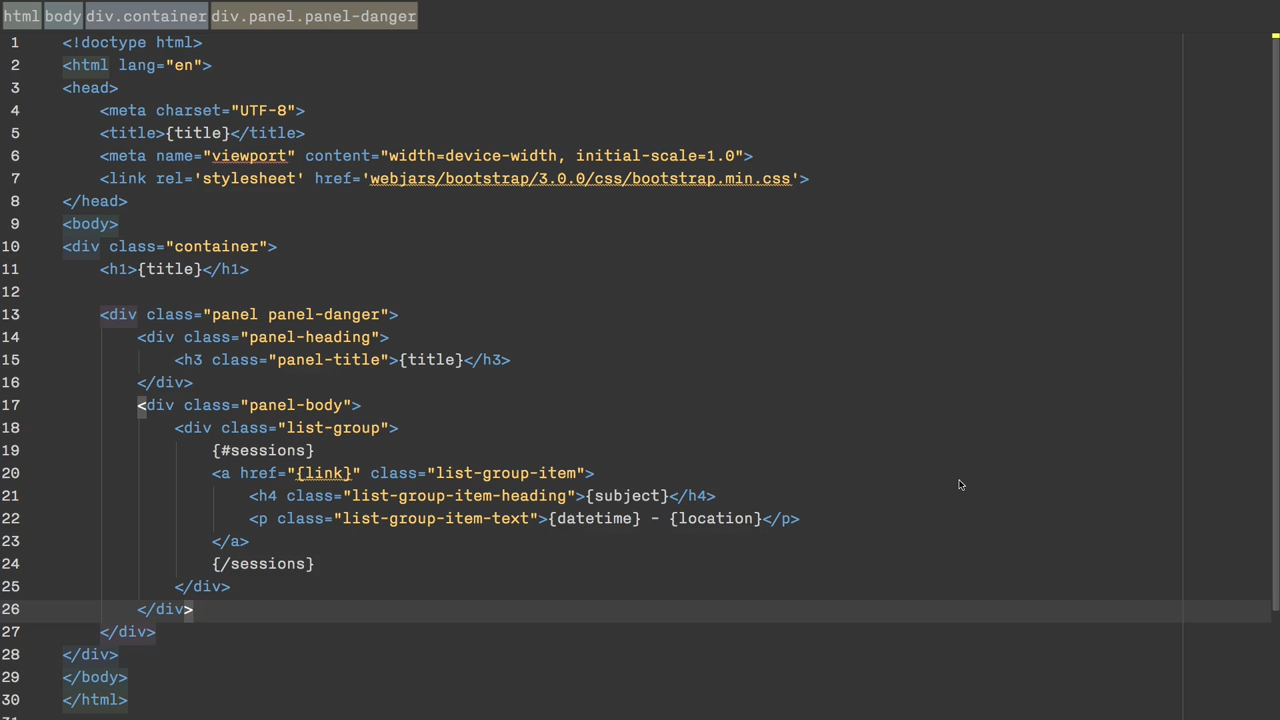 html body div.container div.panel.panel-danger
1 <!doctype html>
2 <html lang="en">
3 <head>
4     <meta charset="UTF-8">
5     <title>{title}</title>
6     <meta name="viewport" content="width=device-width, initial-scale=1.0">
7     <link rel='stylesheet' href='webjars/bootstrap/3.0.0/css/bootstrap.min.css'>
8 </head>
9 <body>
10 <div class="container">
11     <h1>{title}</h1>
12
13     <div class="panel panel-danger">
14         <div class="panel-heading">
15             <h3 class="panel-title">{title}</h3>
16         </div>
17         <div class="panel-body">
18             <div class="list-group">
19                 {#sessions}
20                 <a href="{link}" class="list-group-item">
21                     <h4 class="list-group-item-heading">{subject}</h4>
22                     <p class="list-group-item-text">{datetime} - {location}</p>
23                 </a>
24                 {/sessions}
25             </div>
26         </div>
27     </div>
28 </div>
29 </body>
30 </html>